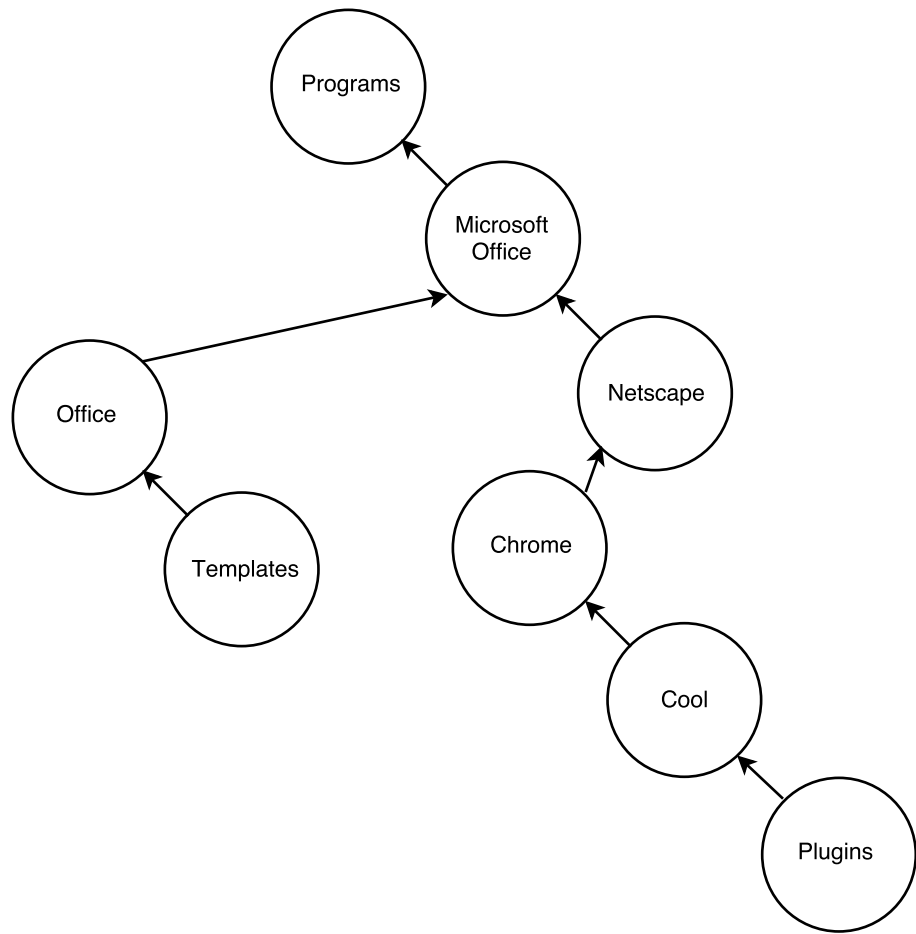 Programs
Microsoft
Office
Netscape
Office
Chrome
Templates
Cool
Plugins